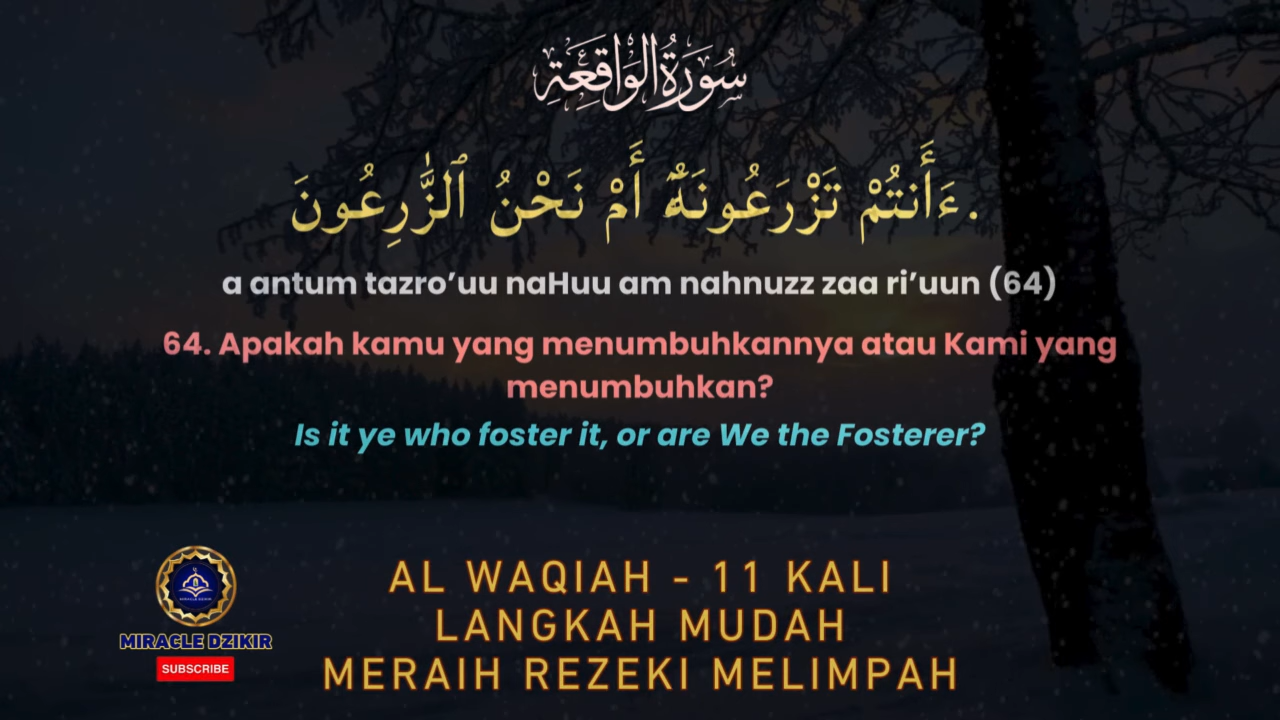 سُورَةُ الوَاقِعَةِ
ءَأَنتُمْ تَزْرَعُونَهُۥٓ أَمْ نَحْنُ ٱلزَّٰرِعُونَ.
a antum tazro’uu naHuu am nahnuzz zaa ri’uun (64)
64. Apakah kamu yang menumbuhkannya atau Kami yang
menumbuhkan?
Is it ye who foster it, or are We the Fosterer?
AL WAQIAH - 11 KALI
LANGKAH MUDAH
MERAIH REZEKI MELIMPAH
MIRACLE DZIKIR
MIRACLE DZIKIR
SUBSCRIBE